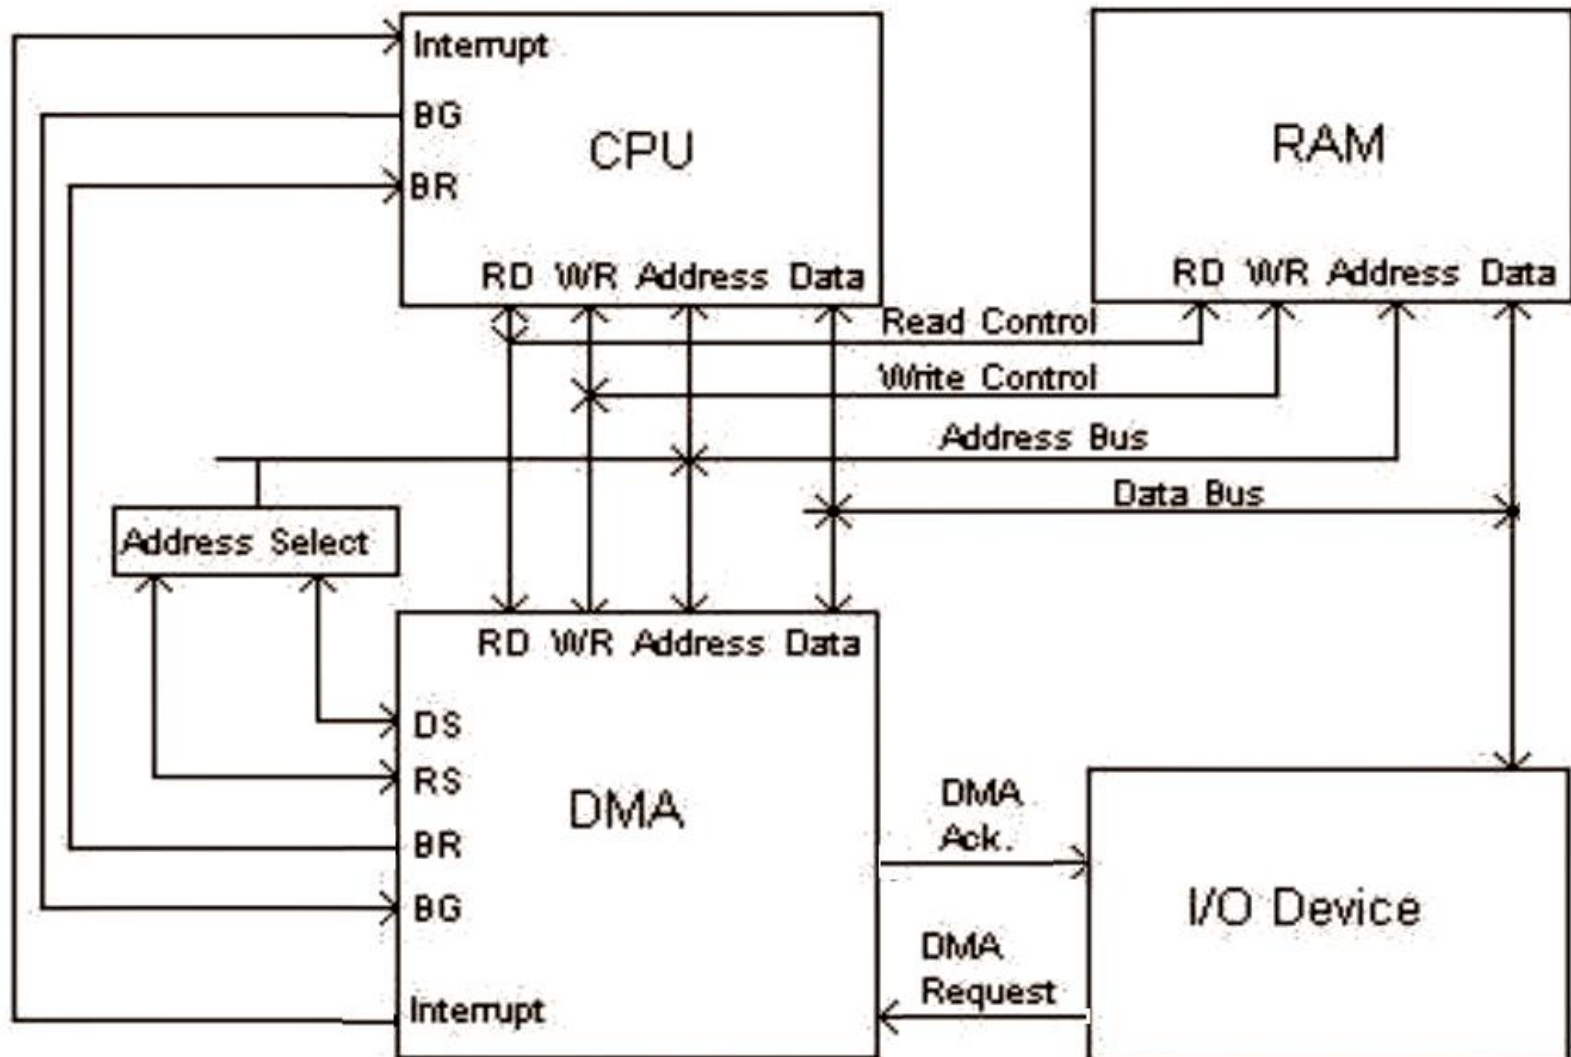 Interrupt
BG
CPU
BR
RD WR Address Data
RAM
RD WR Address Data
Read Control
Write Control
Address Bus
Data Bus
Address Select
RD WR Address Data
DS
RS
DMA
BR
BG
Interrupt
DMA
Ack.
DMA
Request
I/O Device